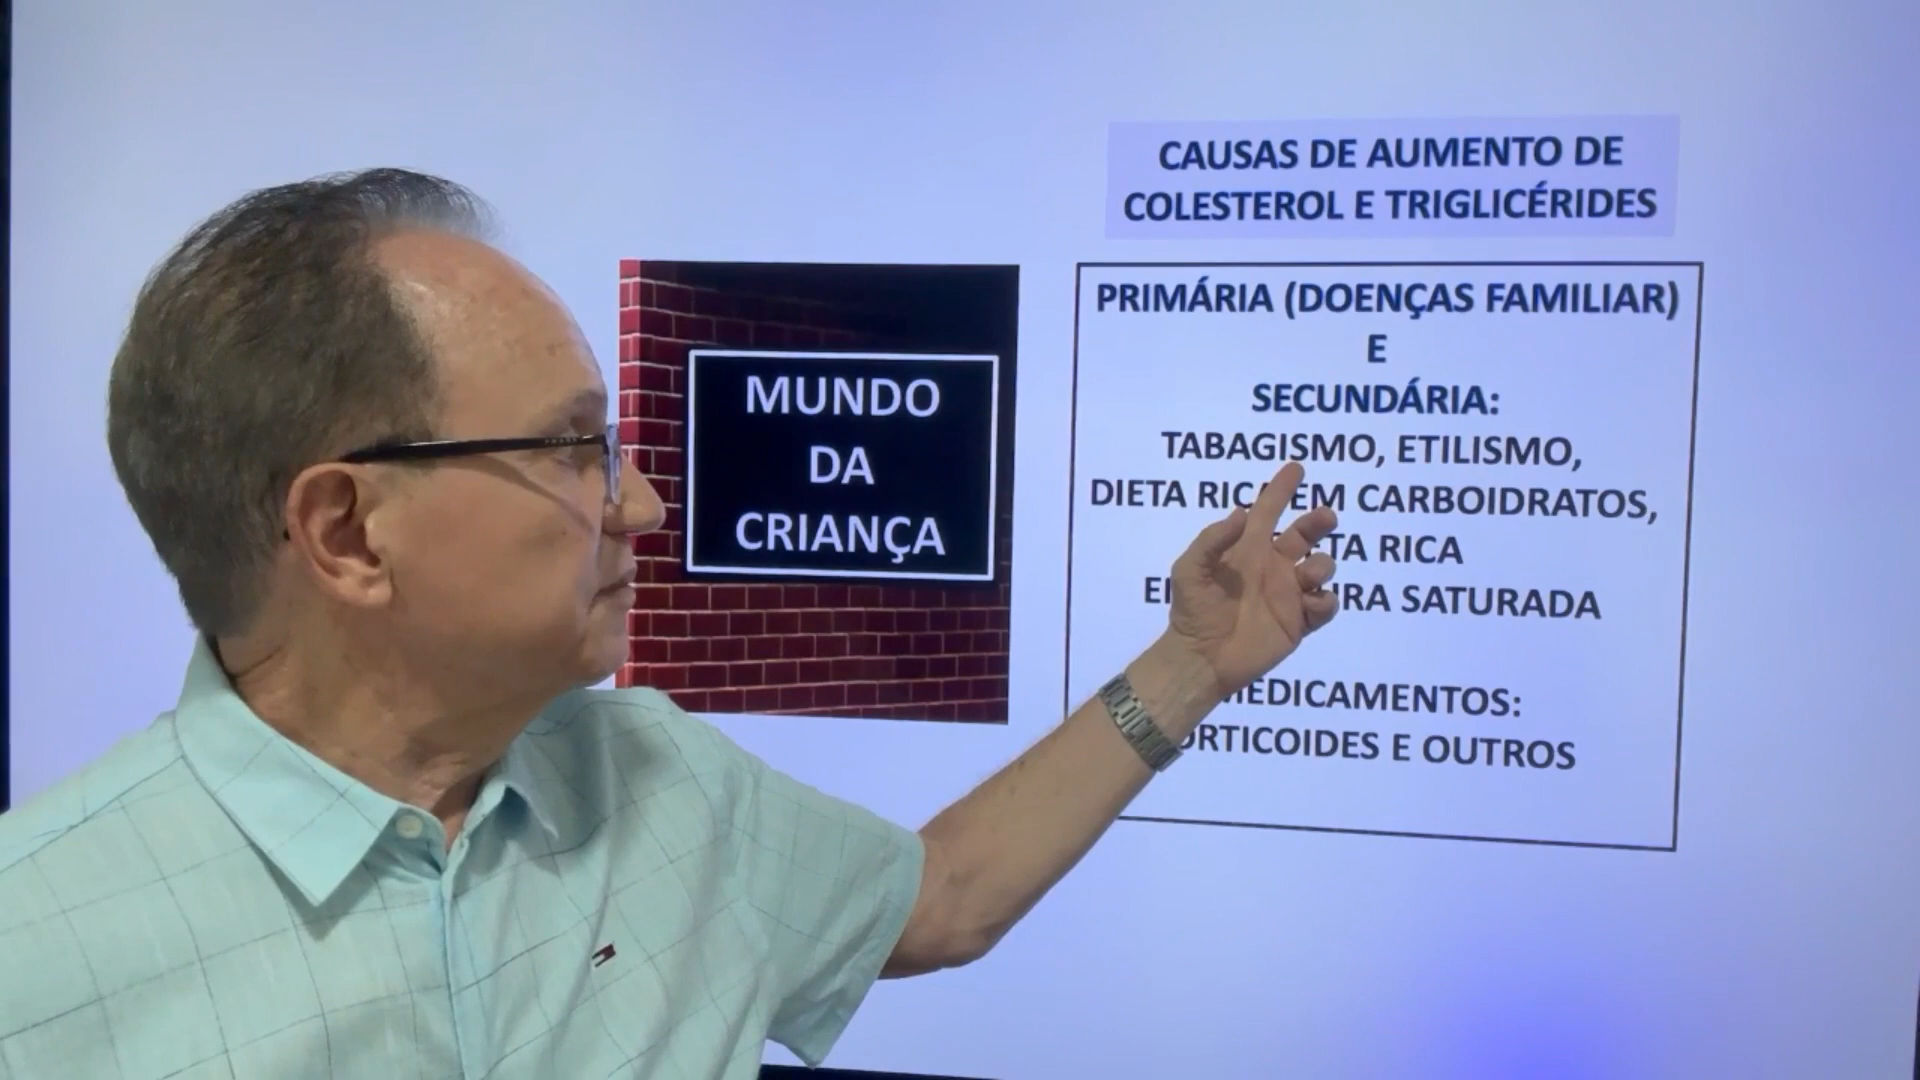 CAUSAS DE AUMENTO DE
COLESTEROL E TRIGLICÉRIDES
MUNDO
DA
CRIANÇA
PRIMÁRIA (DOENÇAS FAMILIAR)
E
SECUNDÁRIA:
TABAGISMO, ETILISMO,
DIETA RICA EM CARBOIDRATOS,
RICA
SATURADA
MEDICAMENTOS:
CORTICOIDES E OUTROS